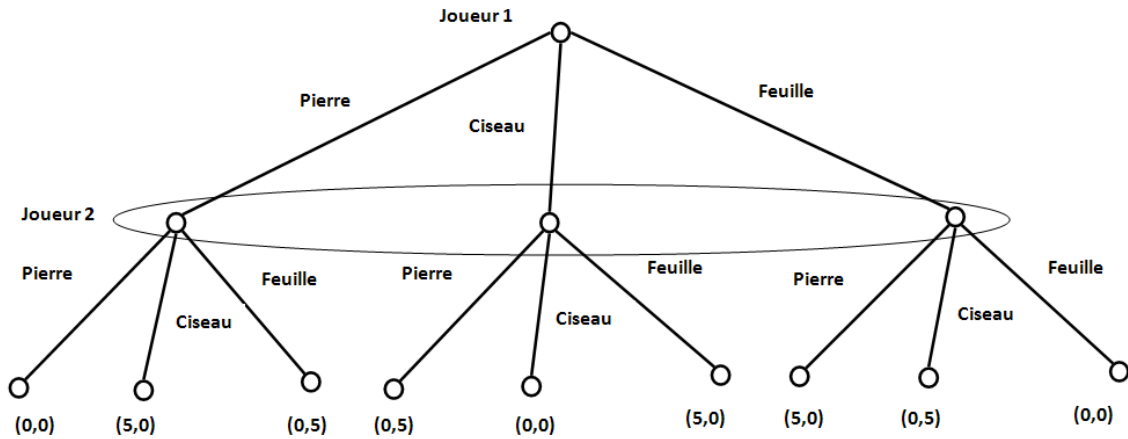 Joueur 1
Pierre
Ciseau
Feuille
Joueur 2
Pierre
Ciseau
Feuille
Pierre
Ciseau
Feuille
Pierre
Ciseau
Feuille
(0,0) (5,0) (0,5) (0,5) (0,0) (5,0) (5,0) (0,5) (0,0)